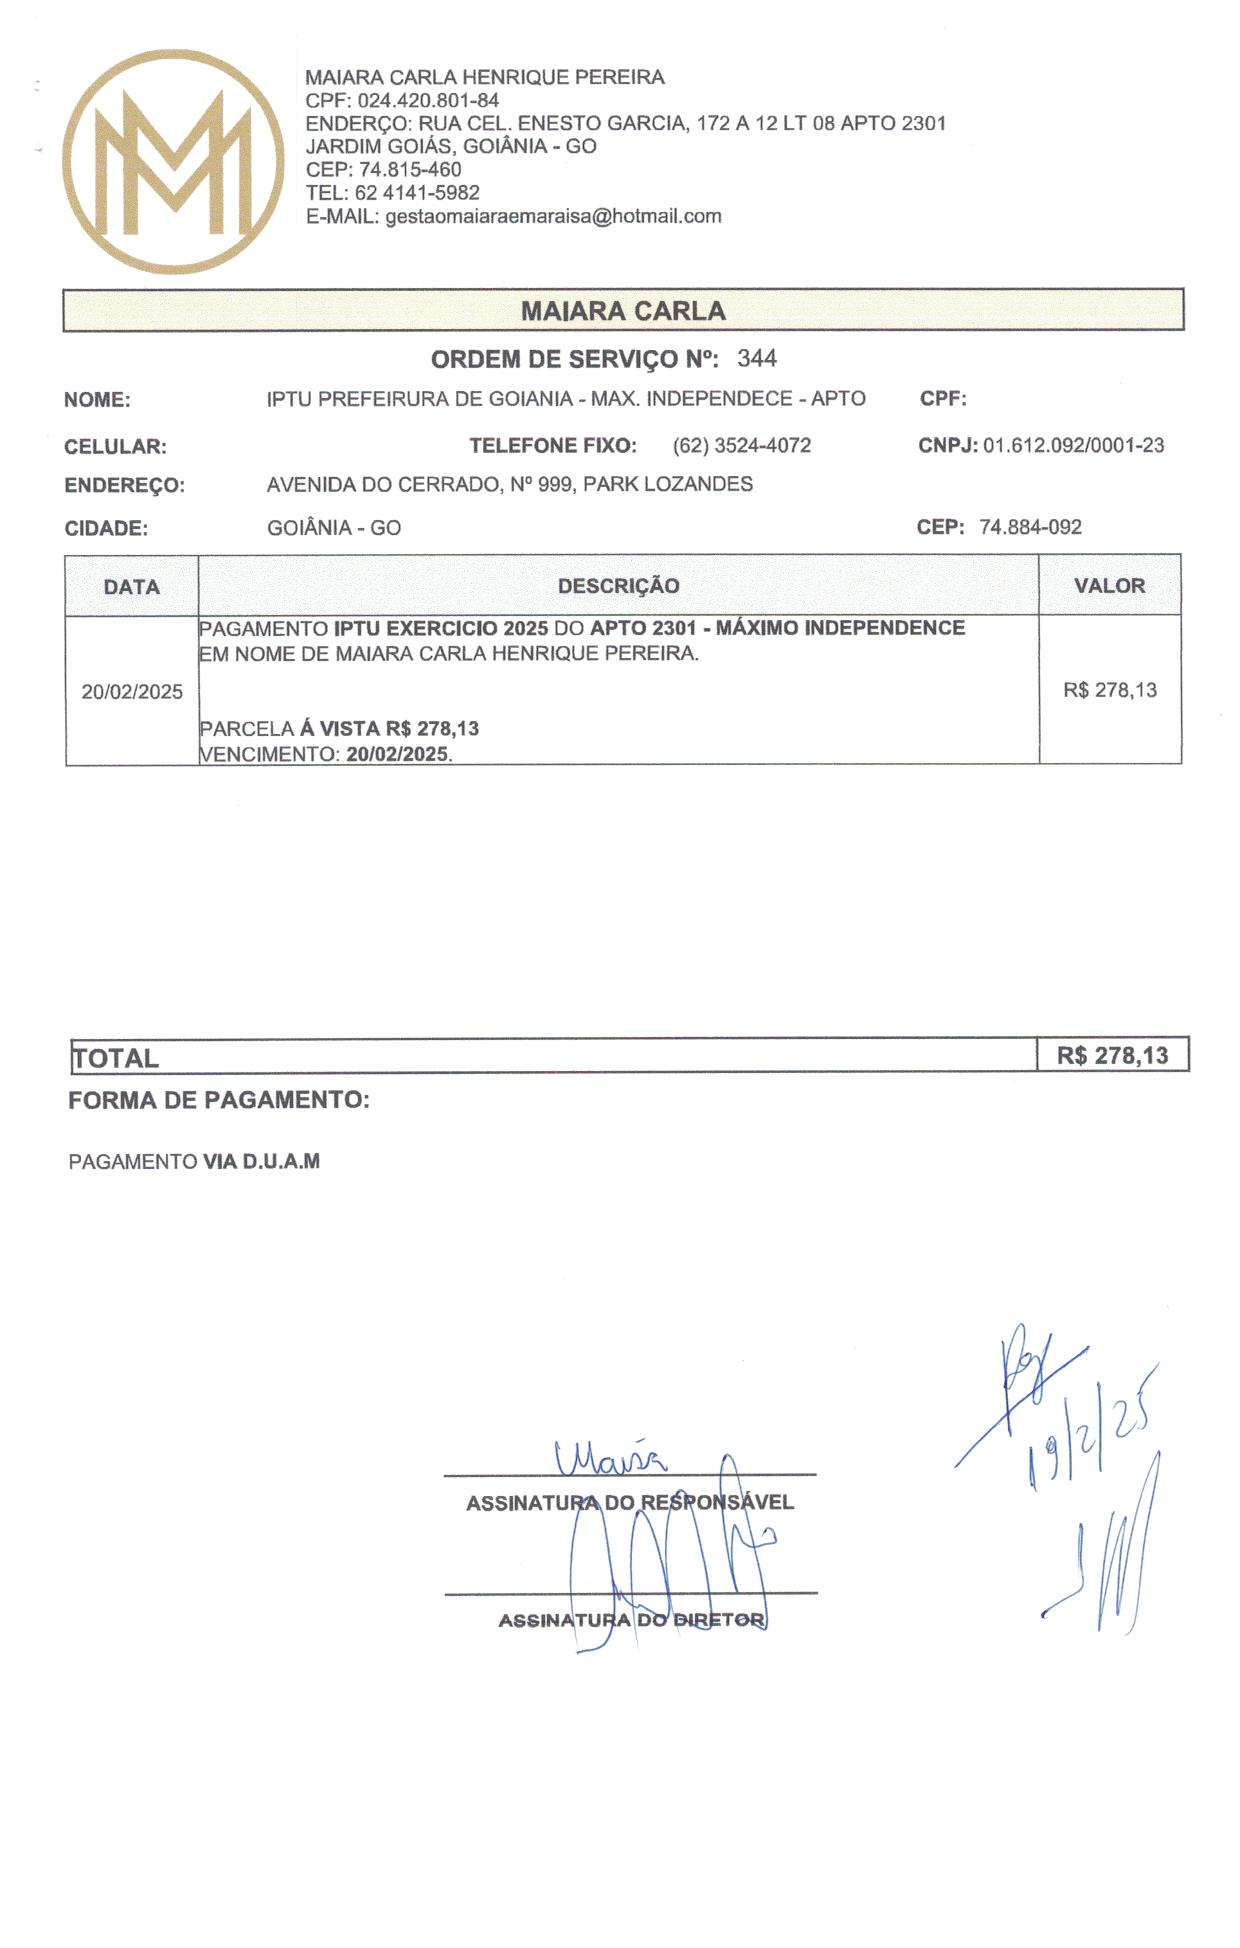 MAIARA CARLA HENRIQUE PEREIRA
CPF: 024.420.801-84
ENDERÇO: RUA CEL. ENESTO GARCIA, 172 A 12 LT 08 APTO 2301
JARDIM GOIÁS, GOIÂNIA - GO
CEP: 74.815-460
TEL: 62 4141-5982
E-MAIL: gestaomaiaraemaraisa@hotmail.com
MAIARA CARLA
ORDEM DE SERVIÇO Nº: 344
NOME: IPTU PREFEIRURA DE GOIANIA - MAX. INDEPENDECE - APTO CPF:
CELULAR: TELEFONE FIXO: (62) 3524-4072 CNPJ: 01.612.092/0001-23
ENDEREÇO: AVENIDA DO CERRADO, Nº 999, PARK LOZANDES
CIDADE: GOIÂNIA - GO CEP: 74.884-092
DATA DESCRIÇÃO VALOR
PAGAMENTO IPTU EXERCICIO 2025 DO APTO 2301 - MÁXIMO INDEPENDENCE
EM NOME DE MAIARA CARLA HENRIQUE PEREIRA.
20/02/2025 R$ 278,13
PARCELA Á VISTA R$ 278,13
VENCIMENTO: 20/02/2025.
TOTAL R$ 278,13
FORMA DE PAGAMENTO:
PAGAMENTO VIA D.U.A.M
Pg
19/2/25
ASSINATURA DO RESPONSÁVEL
ASSINATURA DO DIRETOR